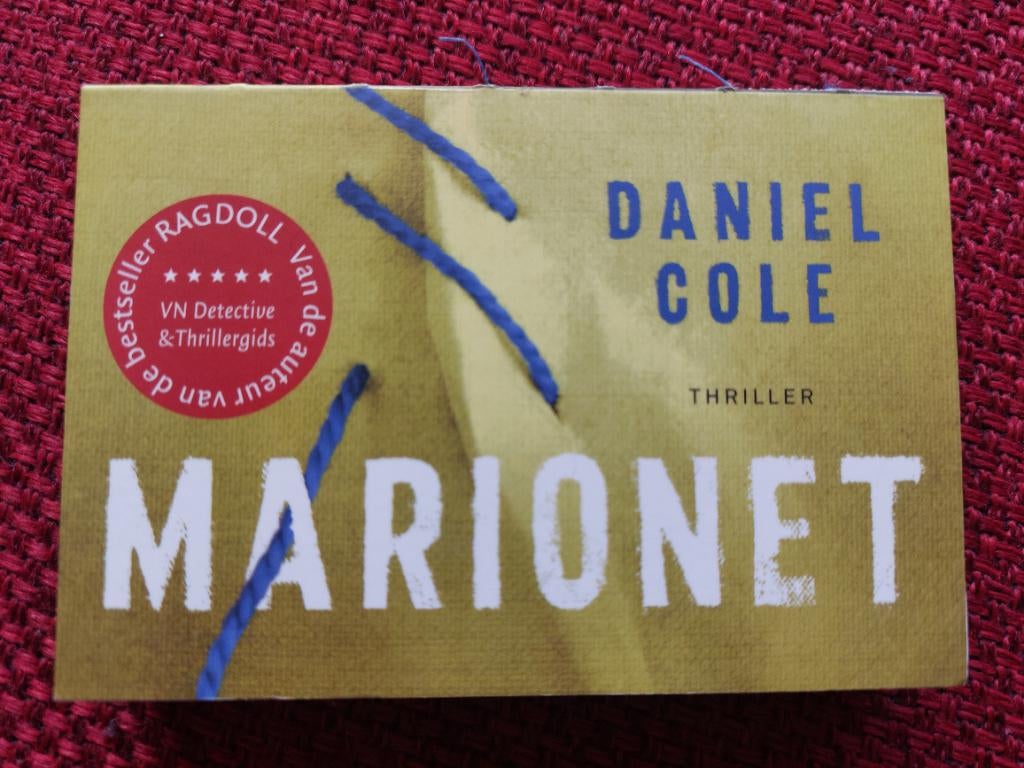 Van de auteur van de bestseller RAGDOLL
★★★★★
VN Detective
&Thrillergids
DANIEL
COLE
THRILLER
MARIONET